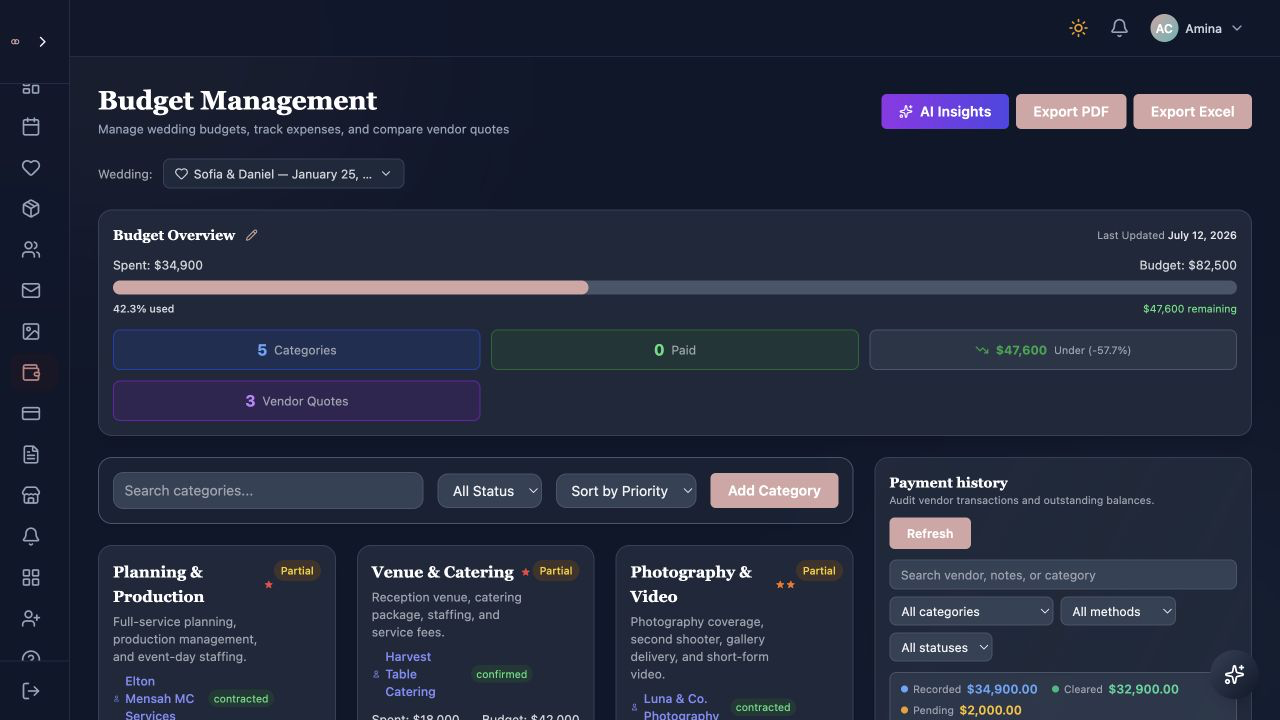 AC Amina
Budget Management
Manage wedding budgets, track expenses, and compare vendor quotes
AI Insights
Export PDF
Export Excel
Wedding:
Sofia & Daniel — January 25, ...
Budget Overview
Last Updated July 12, 2026
Spent: $34,900
Budget: $82,500
42.3% used
$47,600 remaining
5 Categories
0 Paid
$47,600 Under (-57.7%)
3 Vendor Quotes
Search categories...
All Status
Sort by Priority
Add Category
Planning &
Production
Partial
Full-service planning,
production management,
and event-day staffing.
Elton
Mensah MC
Services
contracted
Venue & Catering
Partial
Reception venue, catering
package, staffing, and
service fees.
Harvest
Table
Catering
confirmed
Spent: $18,000
Budget: $42,000
Photography &
Video
Partial
Photography coverage,
second shooter, gallery
delivery, and short-form
video.
Luna & Co.
Photography
contracted
Payment history
Audit vendor transactions and outstanding balances.
Refresh
Search vendor, notes, or category
All categories
All methods
All statuses
Recorded $34,900.00
Cleared $32,900.00
Pending $2,000.00